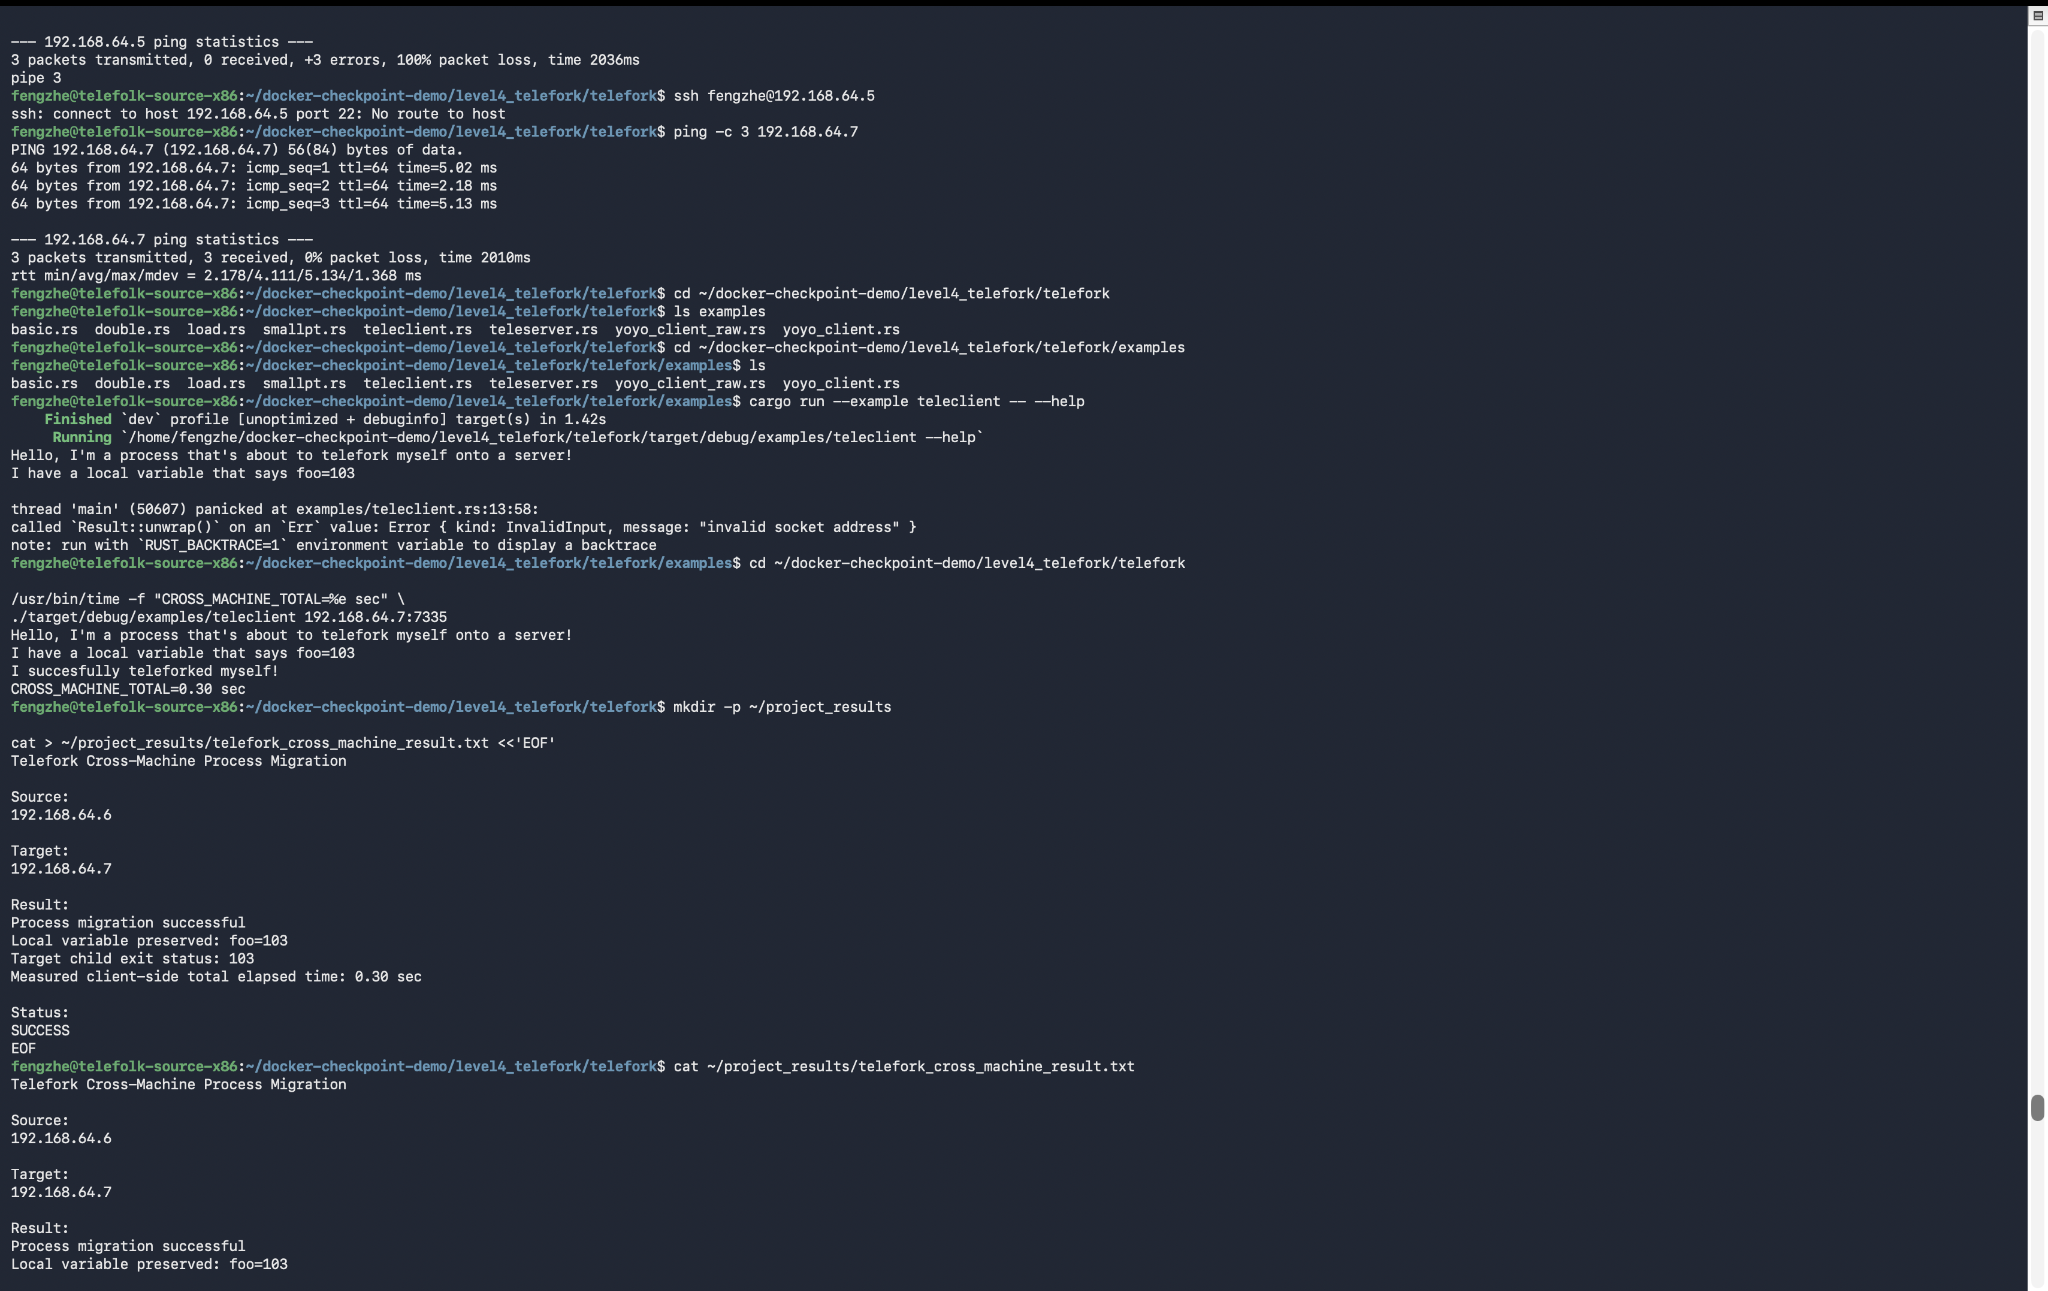 --- 192.168.64.5 ping statistics ---
3 packets transmitted, 0 received, +3 errors, 100% packet loss, time 2036ms
pipe 3
fengzhe@telefolk-source-x86:~/docker-checkpoint-demo/level4_telefork/telefork$ ssh fengzhe@192.168.64.5
ssh: connect to host 192.168.64.5 port 22: No route to host
fengzhe@telefolk-source-x86:~/docker-checkpoint-demo/level4_telefork/telefork$ ping -c 3 192.168.64.7
PING 192.168.64.7 (192.168.64.7) 56(84) bytes of data.
64 bytes from 192.168.64.7: icmp_seq=1 ttl=64 time=5.02 ms
64 bytes from 192.168.64.7: icmp_seq=2 ttl=64 time=2.18 ms
64 bytes from 192.168.64.7: icmp_seq=3 ttl=64 time=5.13 ms

--- 192.168.64.7 ping statistics ---
3 packets transmitted, 3 received, 0% packet loss, time 2010ms
rtt min/avg/max/mdev = 2.178/4.111/5.134/1.368 ms
fengzhe@telefolk-source-x86:~/docker-checkpoint-demo/level4_telefork/telefork$ cd ~/docker-checkpoint-demo/level4_telefork/telefork
fengzhe@telefolk-source-x86:~/docker-checkpoint-demo/level4_telefork/telefork$ ls examples
basic.rs  double.rs  load.rs  smallpt.rs  teleclient.rs  teleserver.rs  yoyo_client_raw.rs  yoyo_client.rs
fengzhe@telefolk-source-x86:~/docker-checkpoint-demo/level4_telefork/telefork$ cd ~/docker-checkpoint-demo/level4_telefork/telefork/examples
fengzhe@telefolk-source-x86:~/docker-checkpoint-demo/level4_telefork/telefork/examples$ ls
basic.rs  double.rs  load.rs  smallpt.rs  teleclient.rs  teleserver.rs  yoyo_client_raw.rs  yoyo_client.rs
fengzhe@telefolk-source-x86:~/docker-checkpoint-demo/level4_telefork/telefork/examples$ cargo run --example teleclient -- --help
    Finished `dev` profile [unoptimized + debuginfo] target(s) in 1.42s
     Running `/home/fengzhe/docker-checkpoint-demo/level4_telefork/telefork/target/debug/examples/teleclient --help`
Hello, I'm a process that's about to telefork myself onto a server!
I have a local variable that says foo=103

thread 'main' (50607) panicked at examples/teleclient.rs:13:58:
called `Result::unwrap()` on an `Err` value: Error { kind: InvalidInput, message: "invalid socket address" }
note: run with `RUST_BACKTRACE=1` environment variable to display a backtrace
fengzhe@telefolk-source-x86:~/docker-checkpoint-demo/level4_telefork/telefork/examples$ cd ~/docker-checkpoint-demo/level4_telefork/telefork

/usr/bin/time -f "CROSS_MACHINE_TOTAL=%e sec" \
./target/debug/examples/teleclient 192.168.64.7:7335
Hello, I'm a process that's about to telefork myself onto a server!
I have a local variable that says foo=103
I succesfully teleforked myself!
CROSS_MACHINE_TOTAL=0.30 sec
fengzhe@telefolk-source-x86:~/docker-checkpoint-demo/level4_telefork/telefork$ mkdir -p ~/project_results

cat > ~/project_results/telefork_cross_machine_result.txt <<'EOF'
Telefork Cross-Machine Process Migration

Source:
192.168.64.6

Target:
192.168.64.7

Result:
Process migration successful
Local variable preserved: foo=103
Target child exit status: 103
Measured client-side total elapsed time: 0.30 sec

Status:
SUCCESS
EOF
fengzhe@telefolk-source-x86:~/docker-checkpoint-demo/level4_telefork/telefork$ cat ~/project_results/telefork_cross_machine_result.txt
Telefork Cross-Machine Process Migration

Source:
192.168.64.6

Target:
192.168.64.7

Result:
Process migration successful
Local variable preserved: foo=103